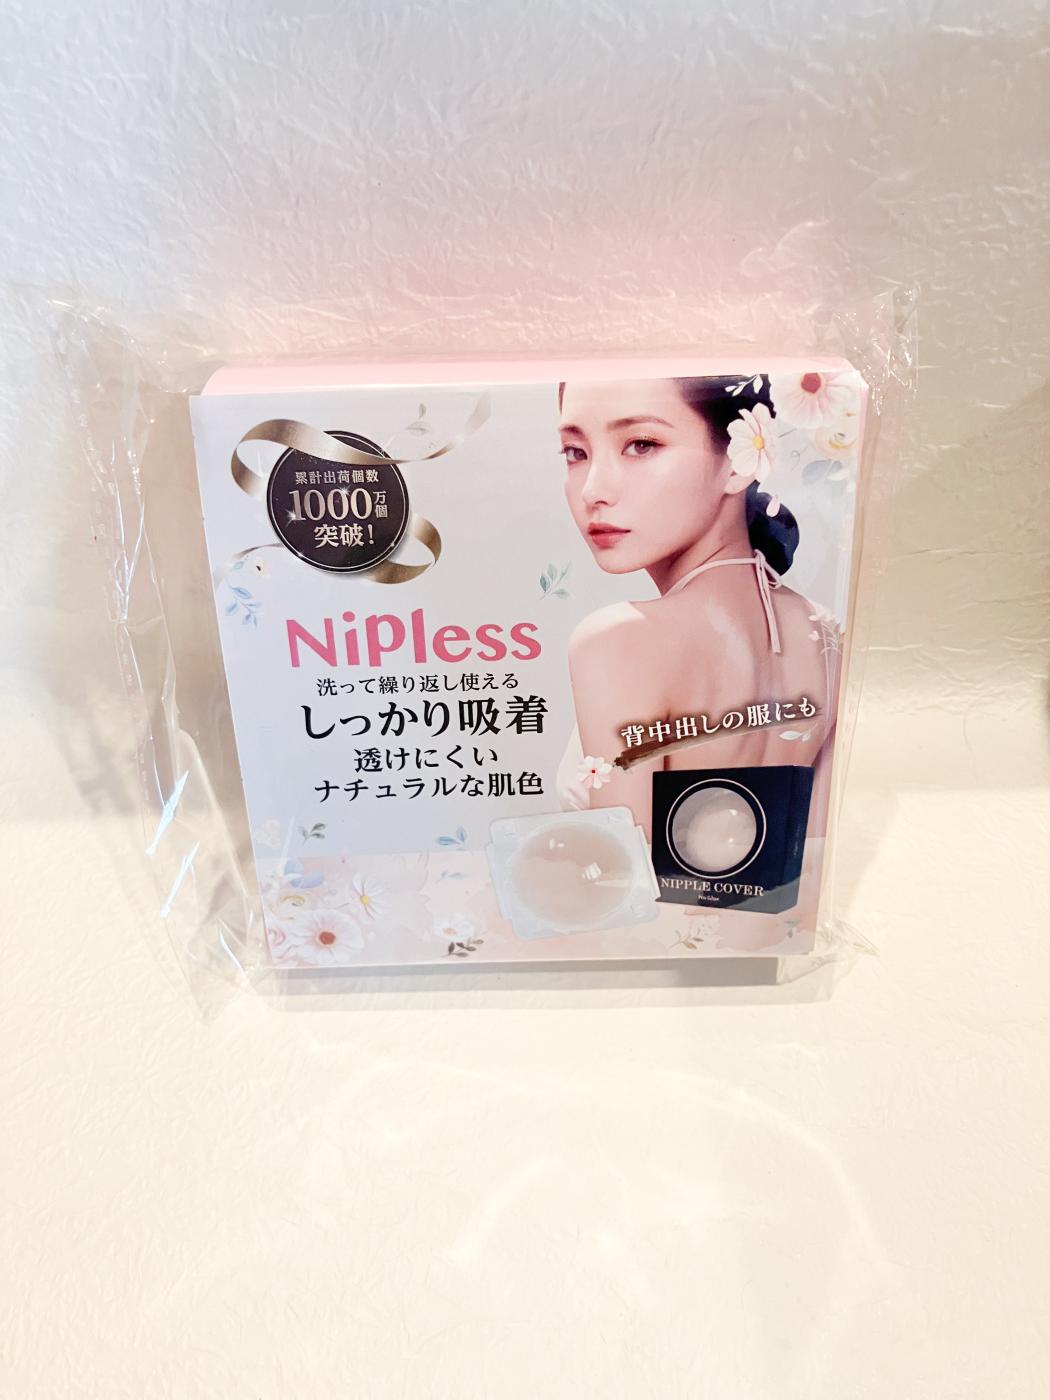 累計出荷個数
1000万個
突破!
Nipless
洗って繰り返し使える
しっかり吸着
透けにくい
ナチュラルな肌色
背中出しの服にも
NIPPLE COVER
No Glue